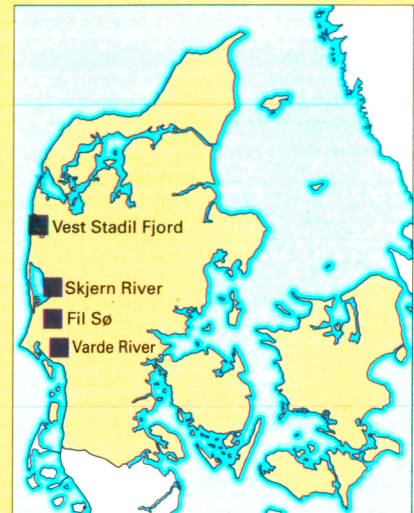 Vest Stadil Fjord
Skjern River
Fil Sø
Varde River